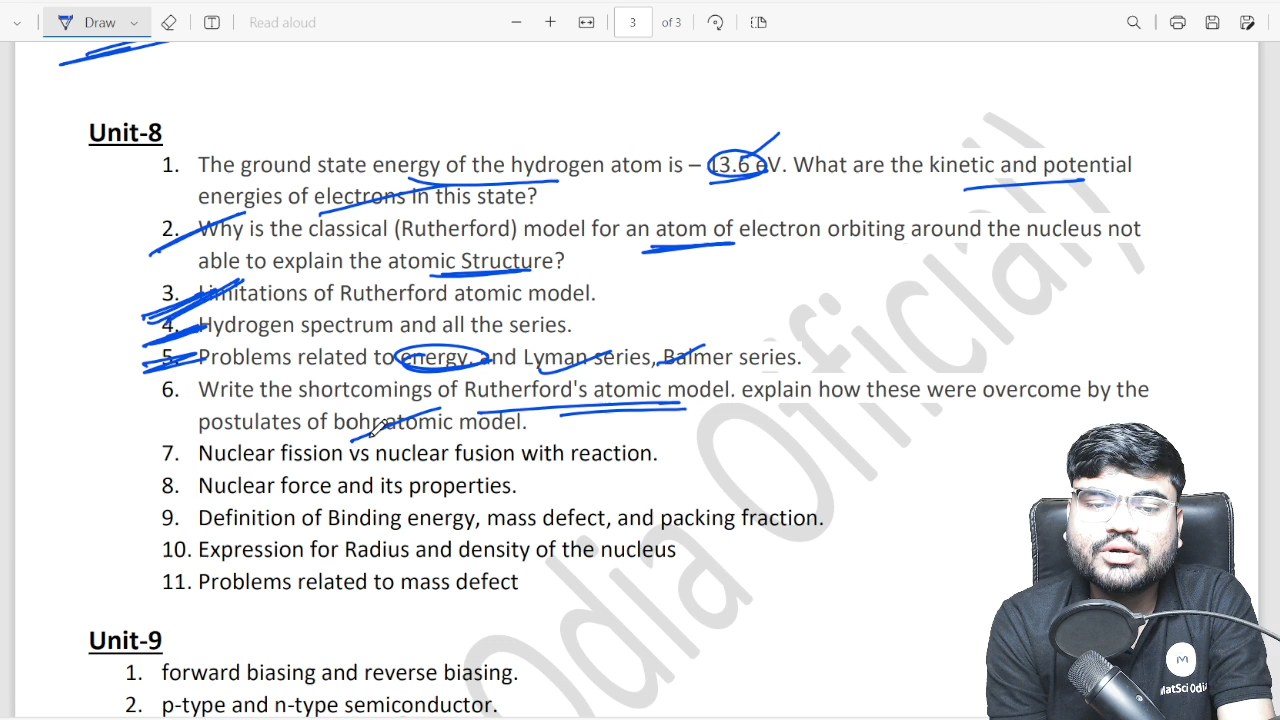 Draw
Read aloud
3 of 3
Unit-8
1. The ground state energy of the hydrogen atom is – 13.6 eV. What are the kinetic and potential
energies of electrons in this state?
2. Why is the classical (Rutherford) model for an atom of electron orbiting around the nucleus not
able to explain the atomic Structure?
3. Limitations of Rutherford atomic model.
4. Hydrogen spectrum and all the series.
5. Problems related to energy, and Lyman series, Balmer series.
6. Write the shortcomings of Rutherford's atomic model. explain how these were overcome by the
postulates of bohr atomic model.
7. Nuclear fission vs nuclear fusion with reaction.
8. Nuclear force and its properties.
9. Definition of Binding energy, mass defect, and packing fraction.
10. Expression for Radius and density of the nucleus
11. Problems related to mass defect
Unit-9
1. forward biasing and reverse biasing.
2. p-type and n-type semiconductor.
Odia Official)
M
MatSci Odia